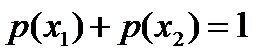 p(x₁) + p(x₂) = 1